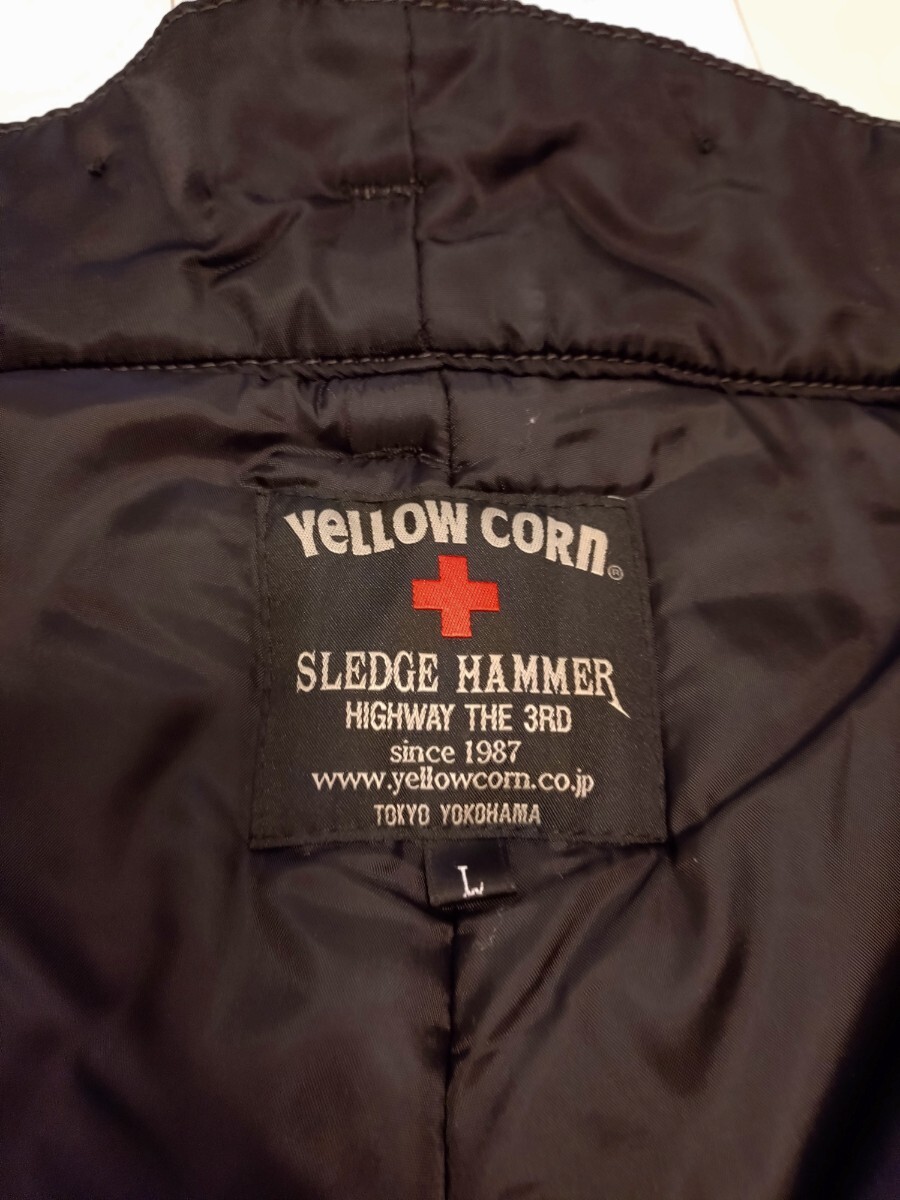 YeLLOW CORn®
SLEDGE HAMMER
HIGHWAY THE 3RD
since 1987
www.yellowcorn.co.jp
TOKYO YOKOHAMA
L